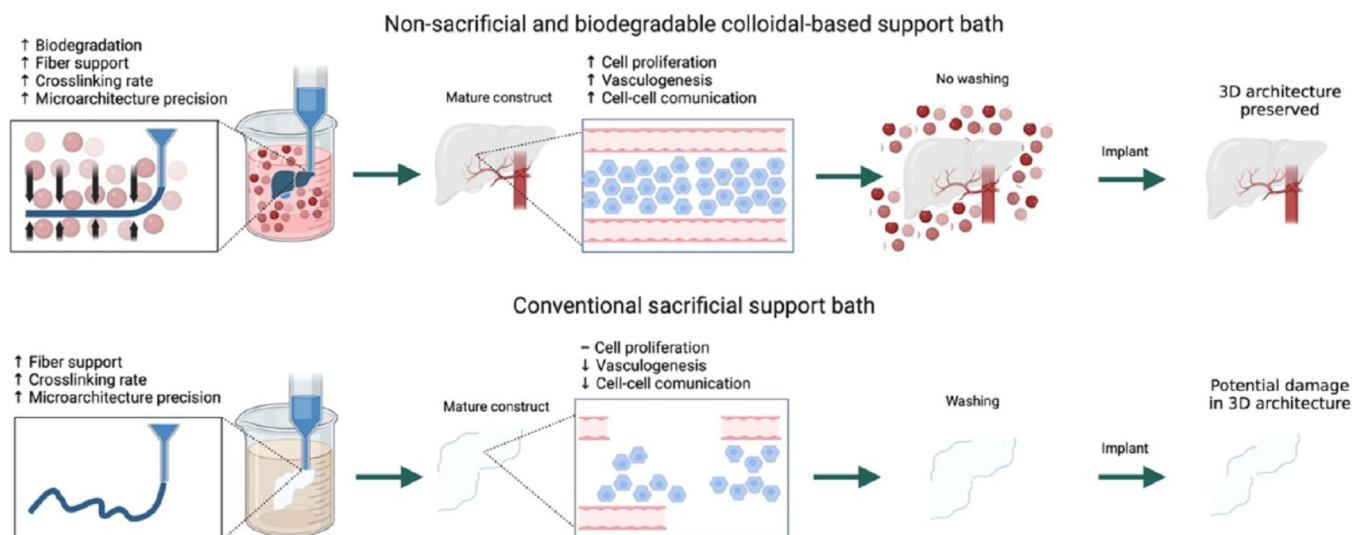 Non-sacrificial and biodegradable colloidal-based support bath
↑ Biodegradation
↑ Fiber support
↑ Crosslinking rate
↑ Microarchitecture precision
Mature construct
↑ Cell proliferation
↑ Vasculogenesis
↑ Cell-cell comunication
No washing
Implant
3D architecture
preserved
Conventional sacrificial support bath
↑ Fiber support
↑ Crosslinking rate
↑ Microarchitecture precision
Mature construct
– Cell proliferation
↓ Vasculogenesis
↓ Cell-cell comunication
Washing
Implant
Potential damage
in 3D architecture